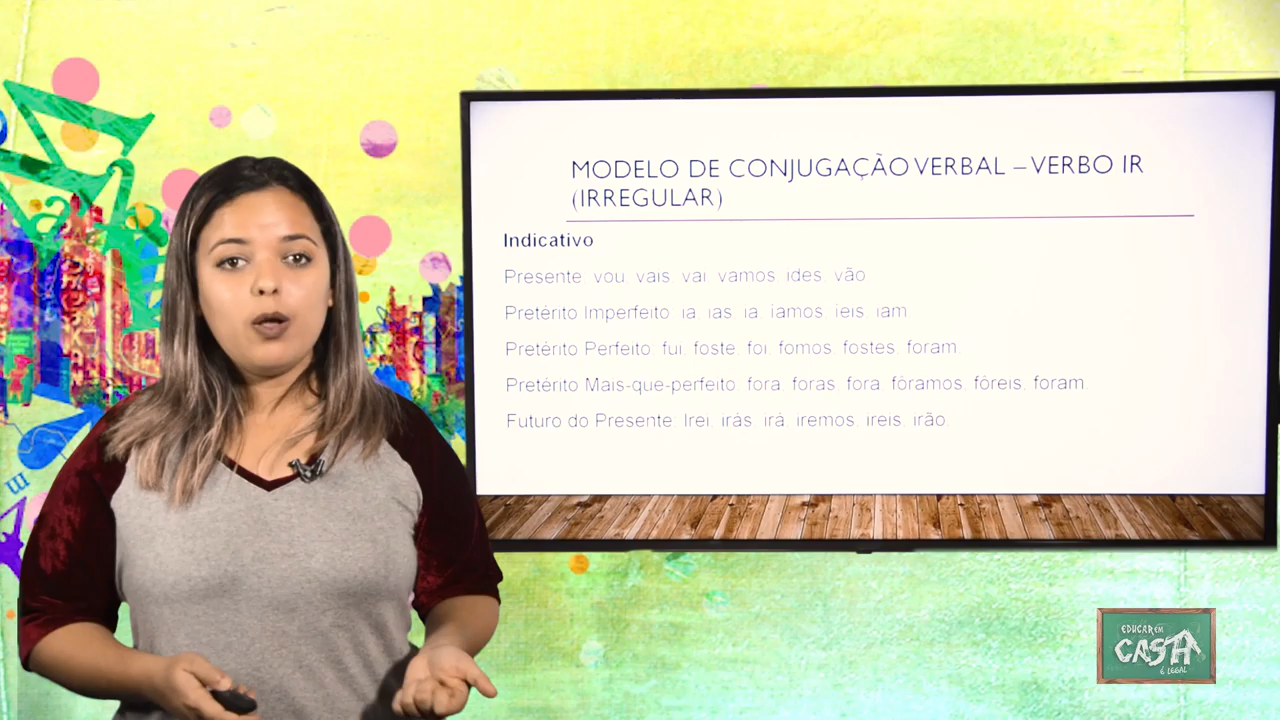 MODELO DE CONJUGAÇÃO VERBAL – VERBO IR
(IRREGULAR)
Indicativo
Presente: vou, vais, vai, vamos, ides, vão
Pretérito Imperfeito: ia, ias, ia, íamos, íeis, iam
Pretérito Perfeito: fui, foste, foi, fomos, fostes, foram.
Pretérito Mais-que-perfeito: fora, foras, fora, fôramos, fôreis, foram.
Futuro do Presente: Irei, irás, irá, iremos, ireis, irão
EDUCAR EM
CASA
É LEGAL